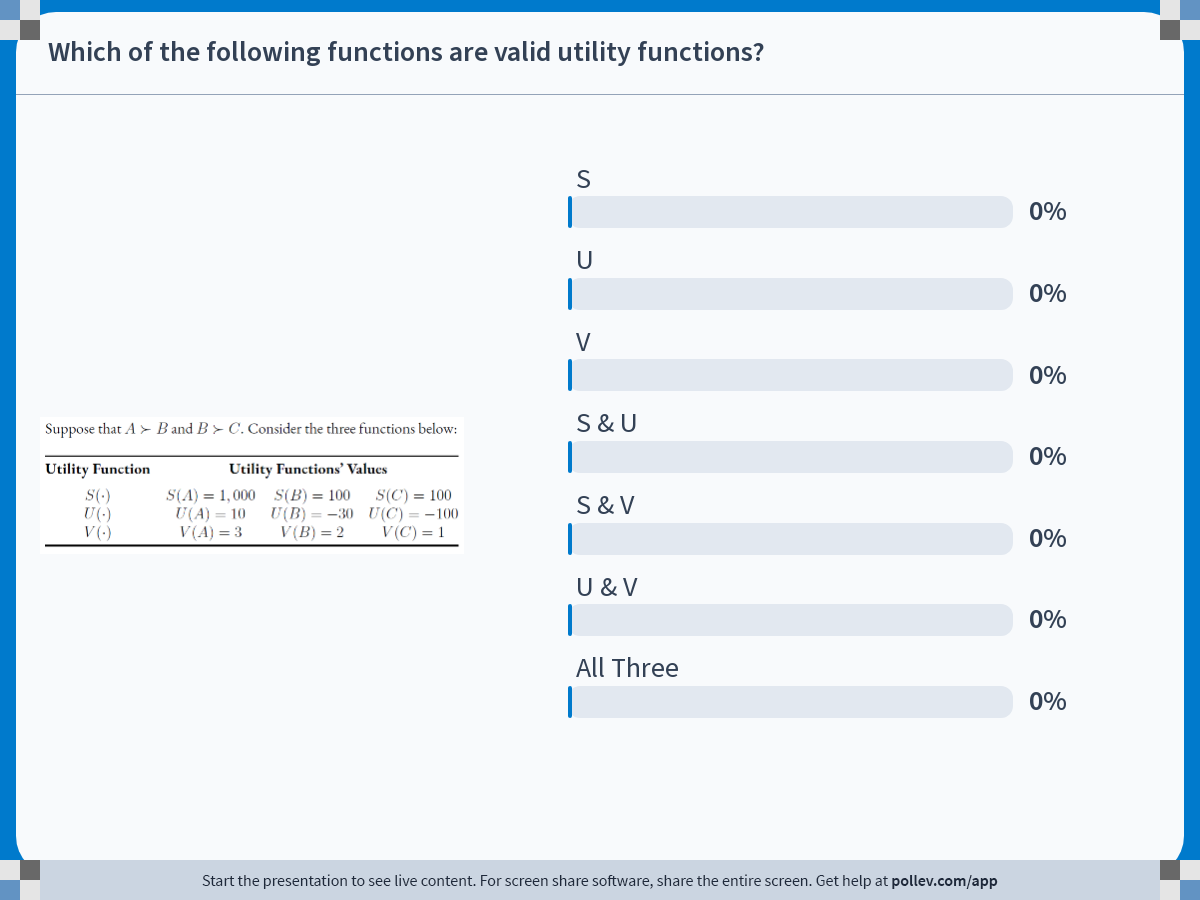 Which of the following functions are valid utility functions?
Suppose that A ≻ B and B ≻ C. Consider the three functions below:
Utility Function Utility Functions' Values
S(·) S(A) = 1,000 S(B) = 100 S(C) = 100
U(·) U(A) = 10 U(B) = −30 U(C) = −100
V(·) V(A) = 3 V(B) = 2 V(C) = 1
S
0%
U
0%
V
0%
S & U
0%
S & V
0%
U & V
0%
All Three
0%
Start the presentation to see live content. For screen share software, share the entire screen. Get help at pollev.com/app